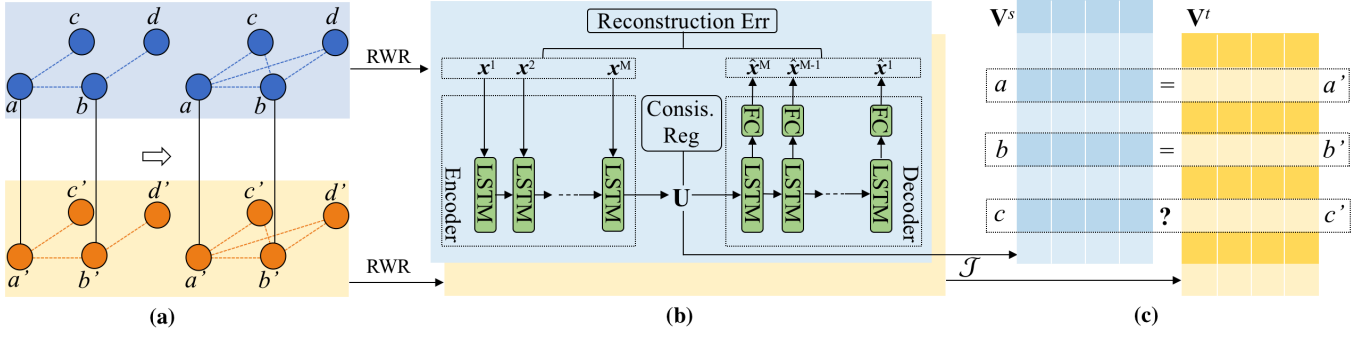 c d c d
a b a b
c’ d’ c’ d’
a’ b’ a’ b’
(a)
RWR
RWR
Reconstruction Err
x¹ x² xᴹ
x̂ᴹ x̂ᴹ⁻¹ x̂¹
Encoder
LSTM
LSTM
LSTM
Consis.
Reg
U
FC
FC
FC
LSTM
LSTM
LSTM
Decoder
𝒥
(b)
Vˢ Vᵗ
a = a’
b = b’
c ? c’
(c)